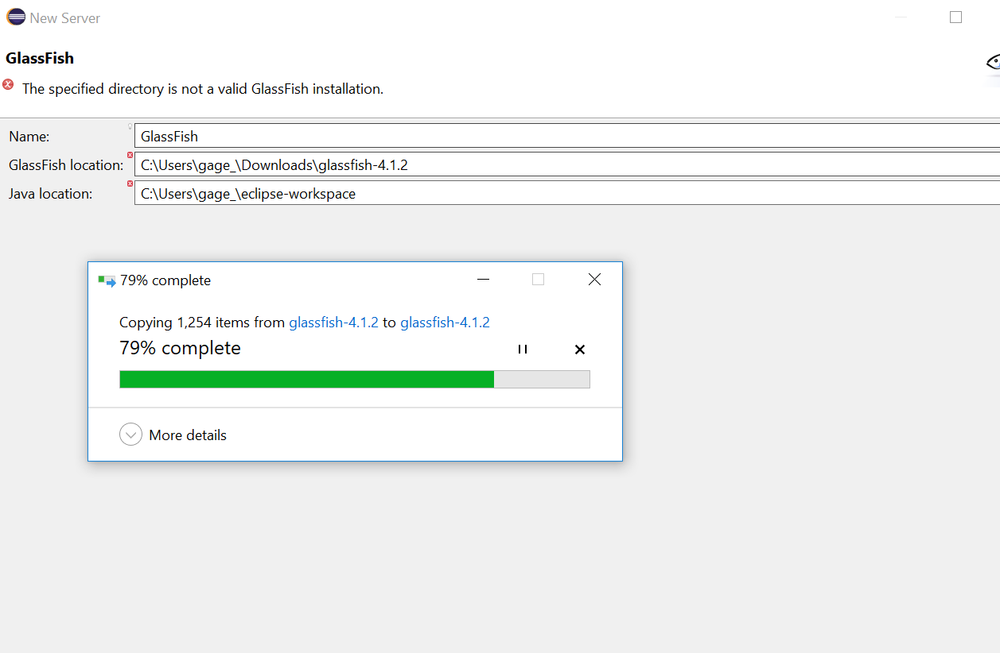 New Server
GlassFish
The specified directory is not a valid GlassFish installation.
Name: GlassFish
GlassFish location: C:\Users\gage_\Downloads\glassfish-4.1.2
Java location: C:\Users\gage_\eclipse-workspace
79% complete
Copying 1,254 items from glassfish-4.1.2 to glassfish-4.1.2
79% complete
More details